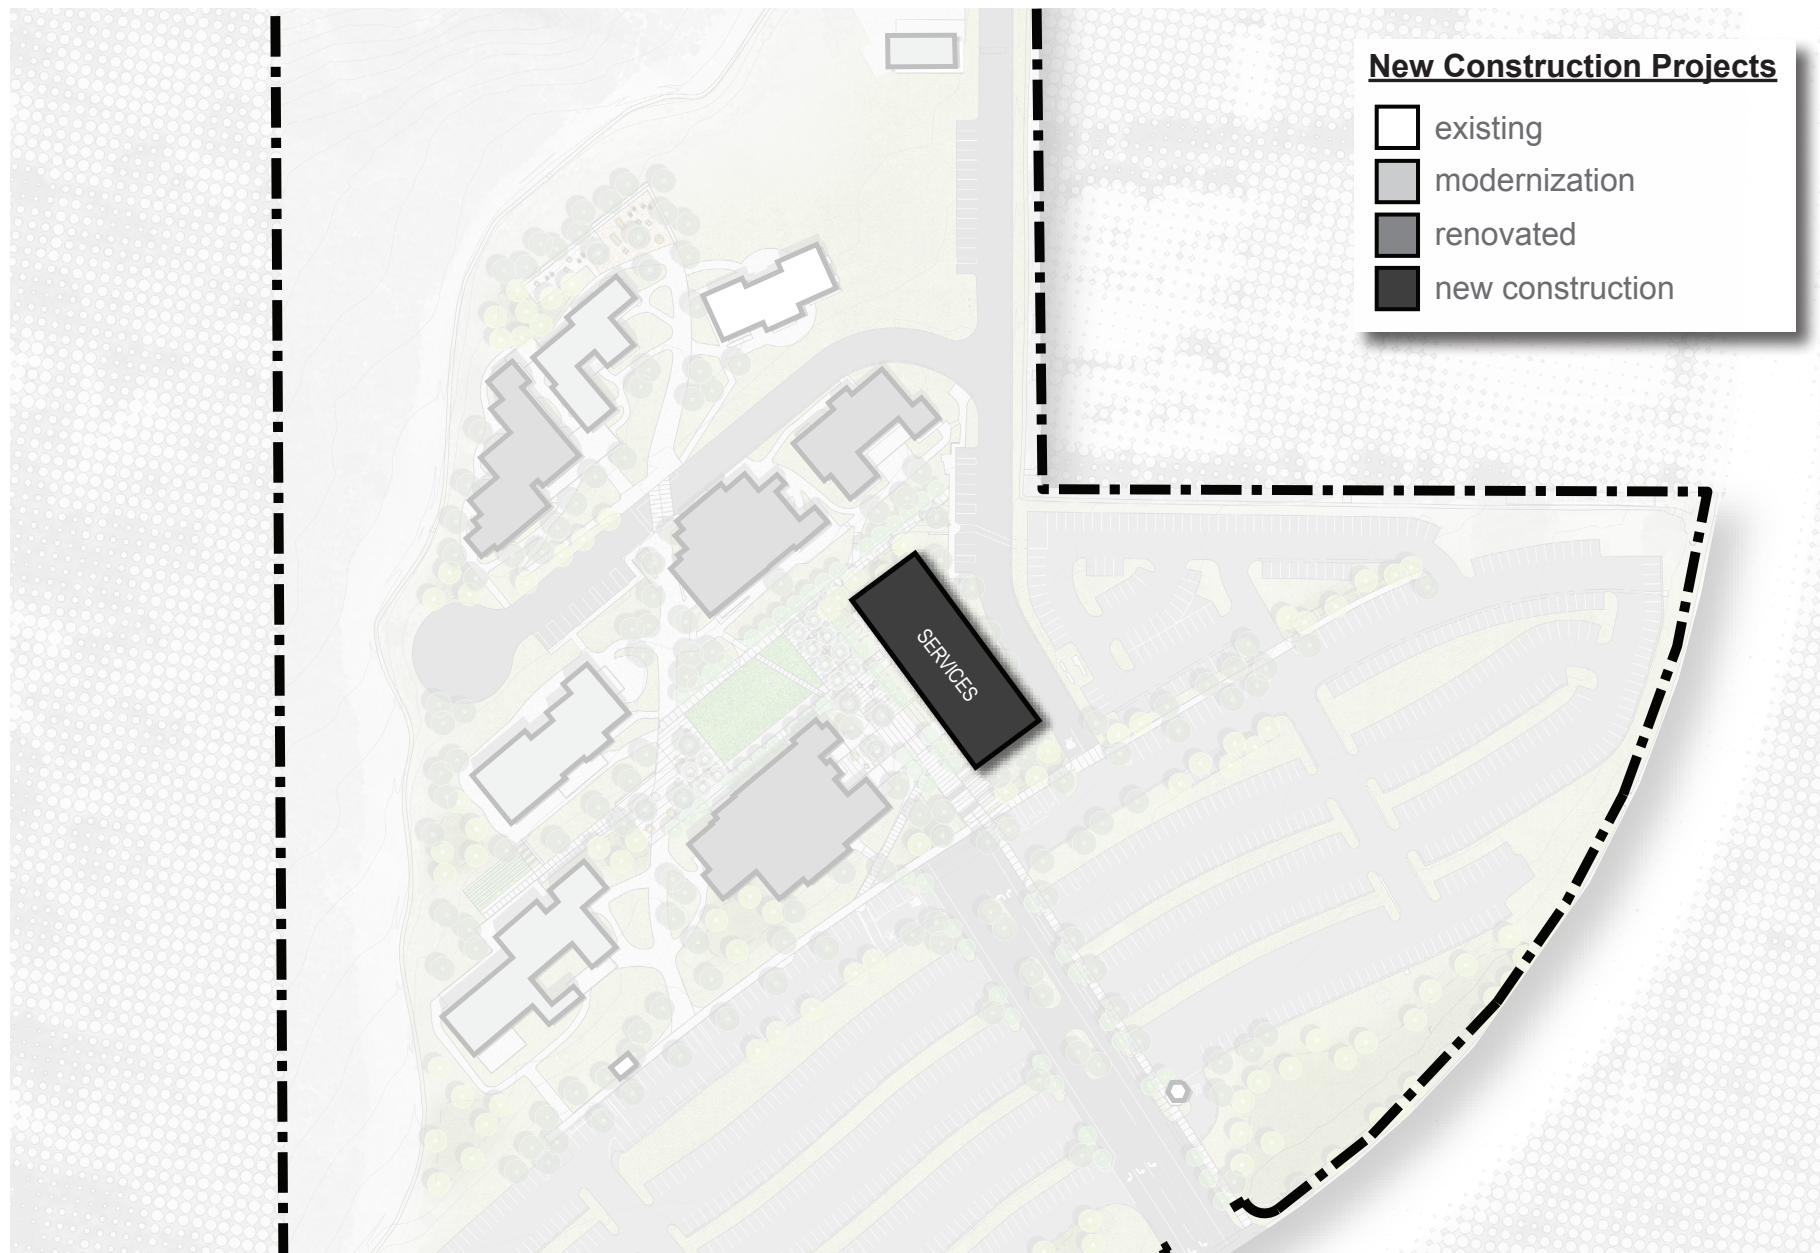 New Construction Projects
existing
modernization
renovated
new construction
SERVICES